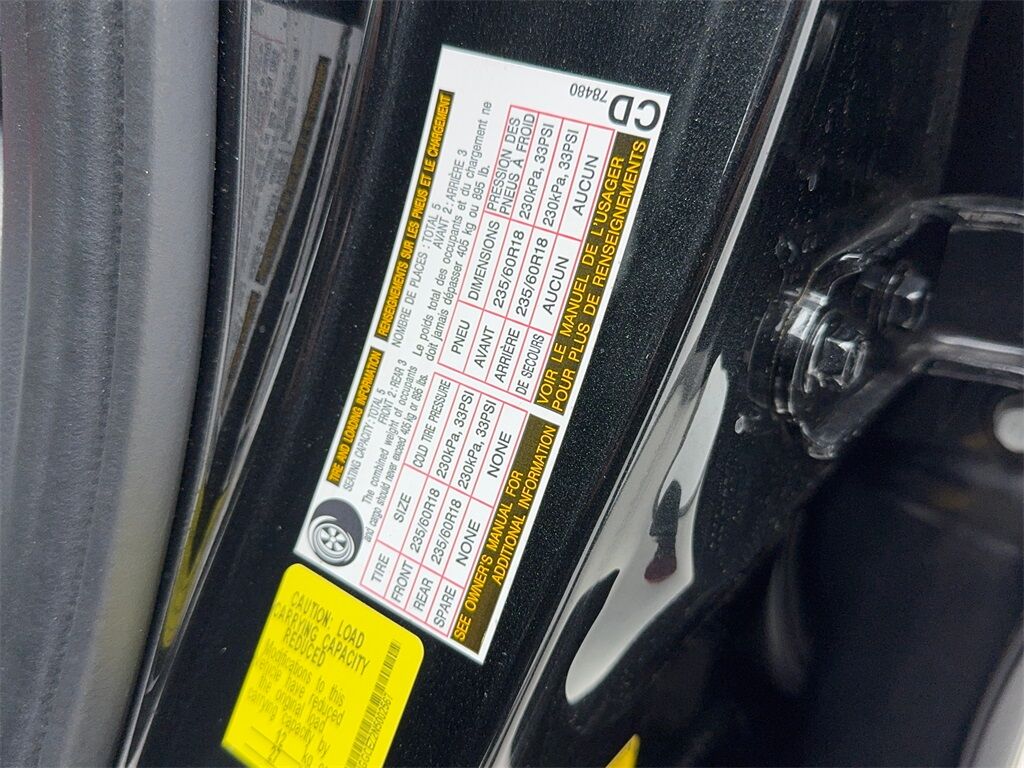 TIRE AND LOADING INFORMATION
SEATING CAPACITY: TOTAL 5
FRONT 2: REAR 3
The combined weight of occupants
and cargo should never exceed 405 kg or 895 lbs.
TIRE SIZE COLD TIRE PRESSURE
FRONT 235/60R18 230kPa, 33PSI
REAR 235/60R18 230kPa, 33PSI
SPARE NONE NONE
SEE OWNER'S MANUAL FOR
ADDITIONAL INFORMATION
RENSEIGNEMENTS SUR LES PNEUS ET LE CHARGEMENT
NOMBRE DE PLACES : TOTAL 5
AVANT 2: ARRIÈRE 3
Le poids total des occupants et du chargement ne
doit jamais dépasser 405 kg ou 895 lb.
PNEU DIMENSIONS PRESSION DES
PNEUS À FROID
AVANT 235/60R18 230kPa, 33PSI
ARRIÈRE 235/60R18 230kPa, 33PSI
DE SECOURS AUCUN AUCUN
VOIR LE MANUEL DE L'USAGER
POUR PLUS DE RENSEIGNEMENTS
78480
CD
CAUTION: LOAD
CARRYING CAPACITY
REDUCED
Modifications to this
vehicle have reduced
the original load
carrying capacity by
12 kg
27